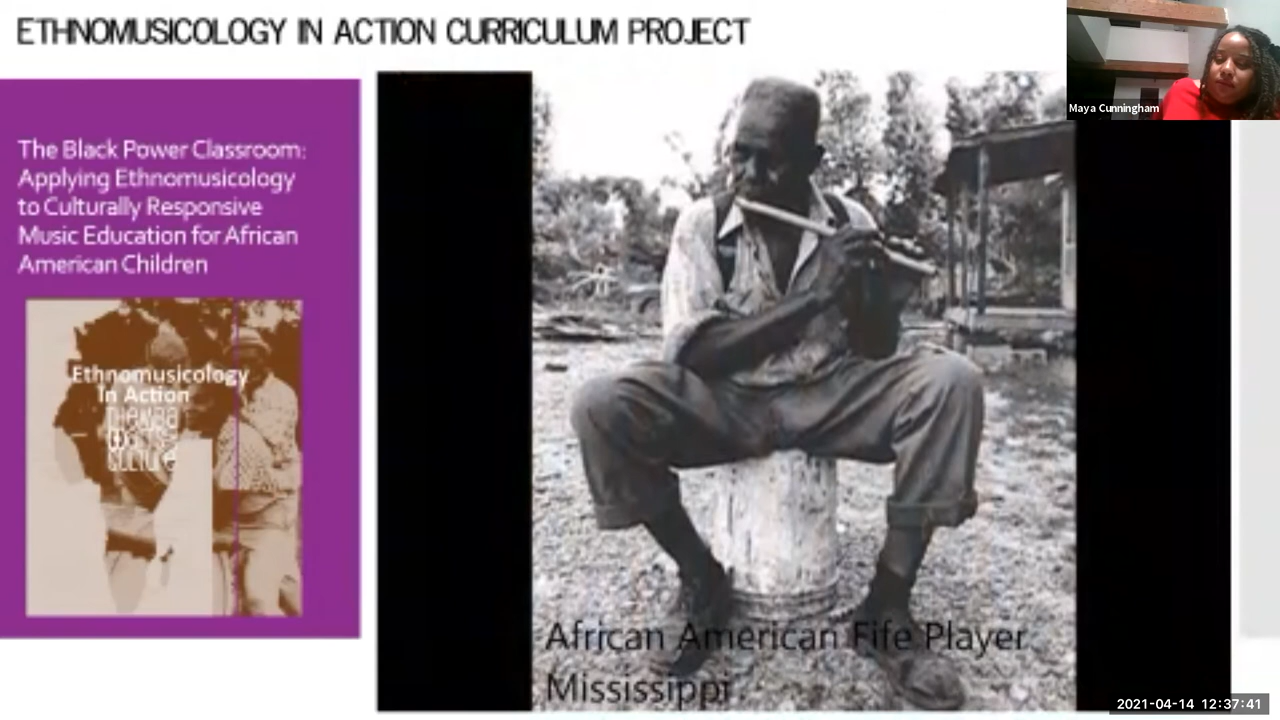 ETHNOMUSICOLOGY IN ACTION CURRICULUM PROJECT
Maya Cunningham
The Black Power Classroom:
Applying Ethnomusicology
to Culturally Responsive
Music Education for African
American Children
Ethnomusicology
In Action
African American Fife Player
Mississippi
2021-04-14 12:37:41